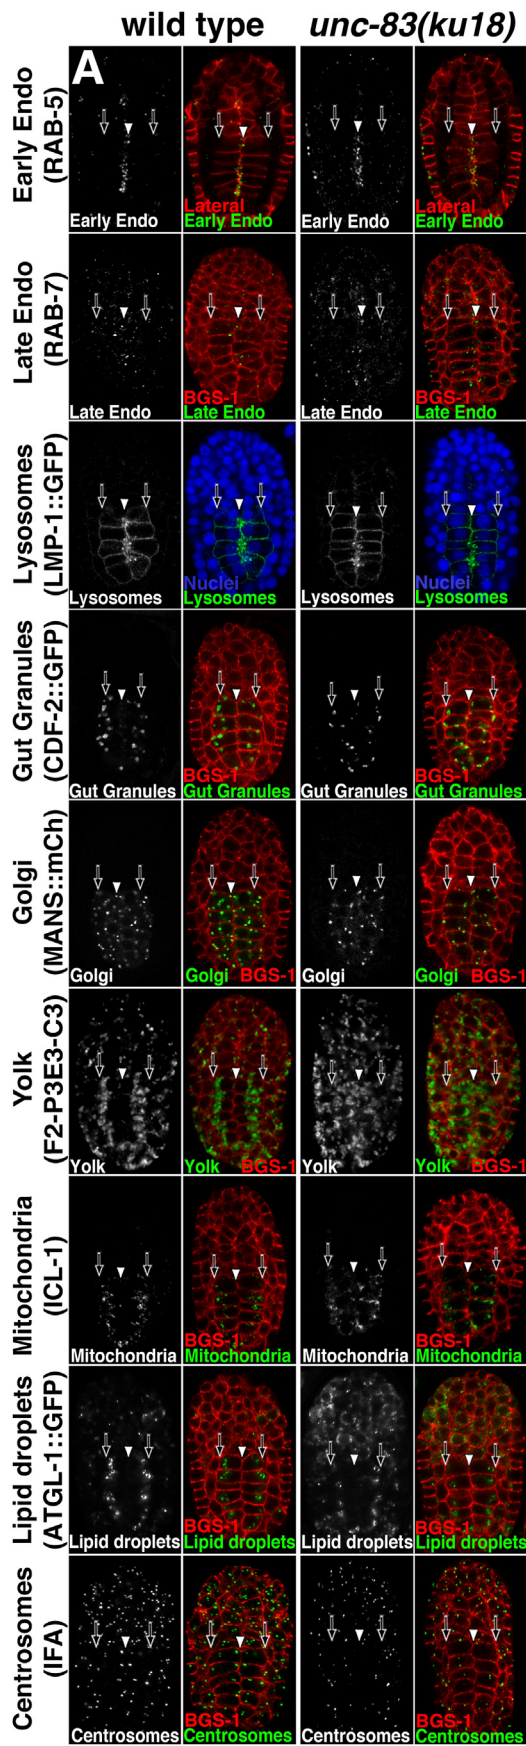 wild type unc-83(ku18)
A
Early Endo
(RAB-5)
Early Endo
Lateral
Early Endo
Early Endo
Lateral
Early Endo
Late Endo
(RAB-7)
Late Endo
BGS-1
Late Endo
Late Endo
BGS-1
Late Endo
Lysosomes
(LMP-1::GFP)
Lysosomes
Nuclei
Lysosomes
Lysosomes
Nuclei
Lysosomes
Gut Granules
(CDF-2::GFP)
Gut Granules
BGS-1
Gut Granules
Gut Granules
BGS-1
Gut Granules
Golgi
(MANS::mCh)
Golgi
Golgi BGS-1
Golgi
Golgi BGS-1
Yolk
(F2-P3E3-C3)
Yolk
Yolk BGS-1
Yolk
Yolk BGS-1
Mitochondria
(ICL-1)
Mitochondria
BGS-1
Mitochondria
Mitochondria
BGS-1
Mitochondria
Lipid droplets
(ATGL-1::GFP)
Lipid droplets
BGS-1
Lipid droplets
Lipid droplets
BGS-1
Lipid droplets
Centrosomes
(IFA)
Centrosomes
BGS-1
Centrosomes
Centrosomes
BGS-1
Centrosomes